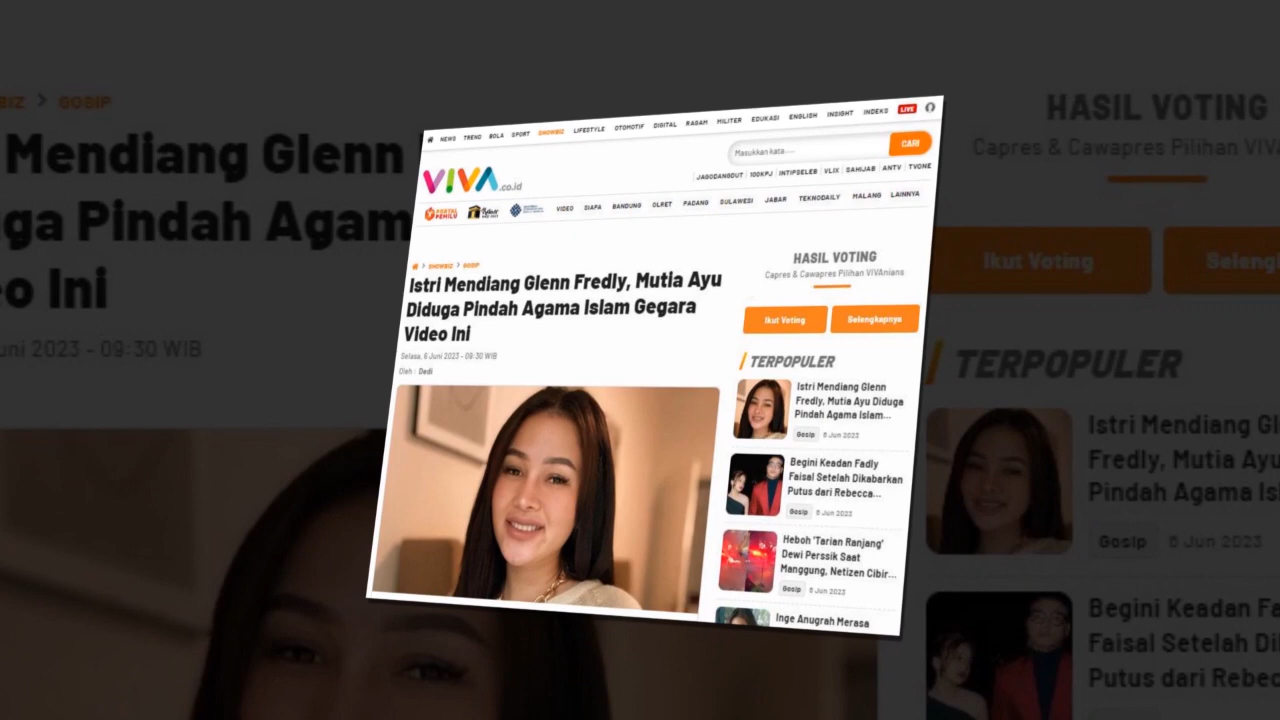 BIZ > GOSIP
Mendiang Glenn
ga Pindah Agam
o Ini
uni 2023 - 09:30 WIB
NEWS TREND BOLA SPORT SHOWBIZ LIFESTYLE OTOMOTIF DIGITAL RAGAM MILITER EDUKASI ENGLISH INSIGHT INDEKS LIVE
Masukkan kata.... CARI
VIVA.co.id
JAGODANGDUT 100KPJ INTIPSELEB VLIX SAHIJAB ANTV TVONE
PORTAL PEMILU
VIDEO SIAPA BANDUNG OLRET PADANG SULAWESI JABAR TEKNODAILY MALANG LAINNYA
SHOWBIZ > GOSIP
Istri Mendiang Glenn Fredly, Mutia Ayu
Diduga Pindah Agama Islam Gegara
Video Ini
Selasa, 6 Juni 2023 - 09:30 WIB
Oleh : Dedi
HASIL VOTING
Capres & Cawapres Pilihan VIVAnians
Ikut Voting Selengkapnya
TERPOPULER
Istri Mendiang Glenn
Fredly, Mutia Ayu Diduga
Pindah Agama Islam...
Gosip 6 Jun 2023
Begini Keadan Fadly
Faisal Setelah Dikabarkan
Putus dari Rebecca...
Gosip 6 Jun 2023
Heboh 'Tarian Ranjang'
Dewi Perssik Saat
Manggung, Netizen Cibir...
Gosip 6 Jun 2023
Inge Anugrah Merasa
HASIL VOTING
Capres & Cawapres Pilihan VIVA
Ikut Voting Selengk
TERPOPULER
Istri Mendiang Gl
Fredly, Mutia Ayu
Pindah Agama Is
Gosip 6 Jun 2023
Begini Keadan Fa
Faisal Setelah Di
Putus dari Rebec